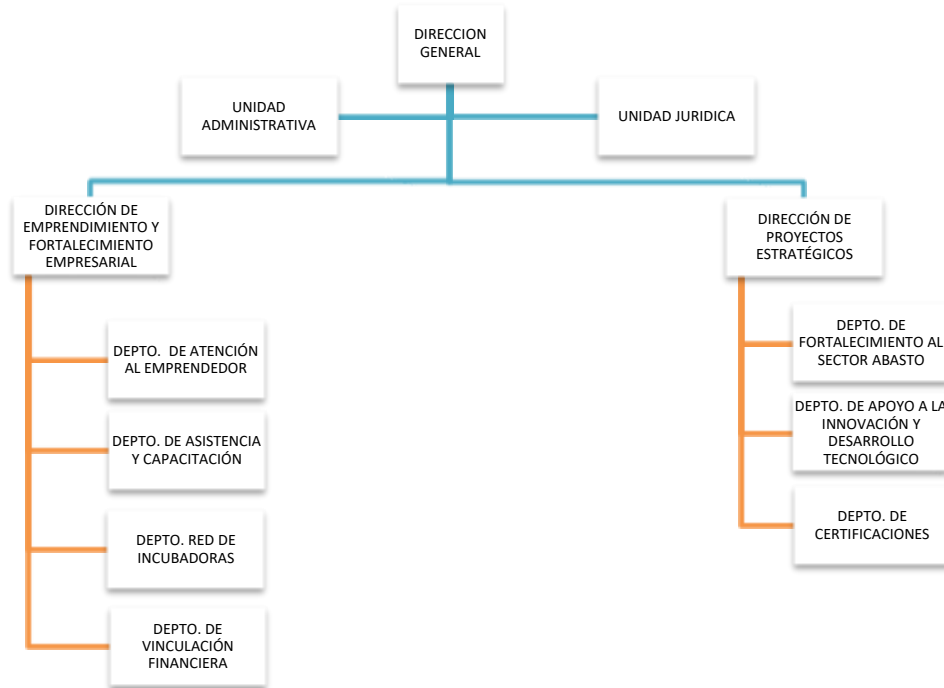 DIRECCION
GENERAL
UNIDAD
ADMINISTRATIVA
UNIDAD JURIDICA
DIRECCIÓN DE
EMPRENDIMIENTO Y
FORTALECIMIENTO
EMPRESARIAL
DIRECCIÓN DE
PROYECTOS
ESTRATÉGICOS
DEPTO. DE ATENCIÓN
AL EMPRENDEDOR
DEPTO. DE ASISTENCIA
Y CAPACITACIÓN
DEPTO. RED DE
INCUBADORAS
DEPTO. DE
VINCULACIÓN
FINANCIERA
DEPTO. DE
FORTALECIMIENTO AL
SECTOR ABASTO
DEPTO. DE APOYO A LA
INNOVACIÓN Y
DESARROLLO
TECNOLÓGICO
DEPTO. DE
CERTIFICACIONES